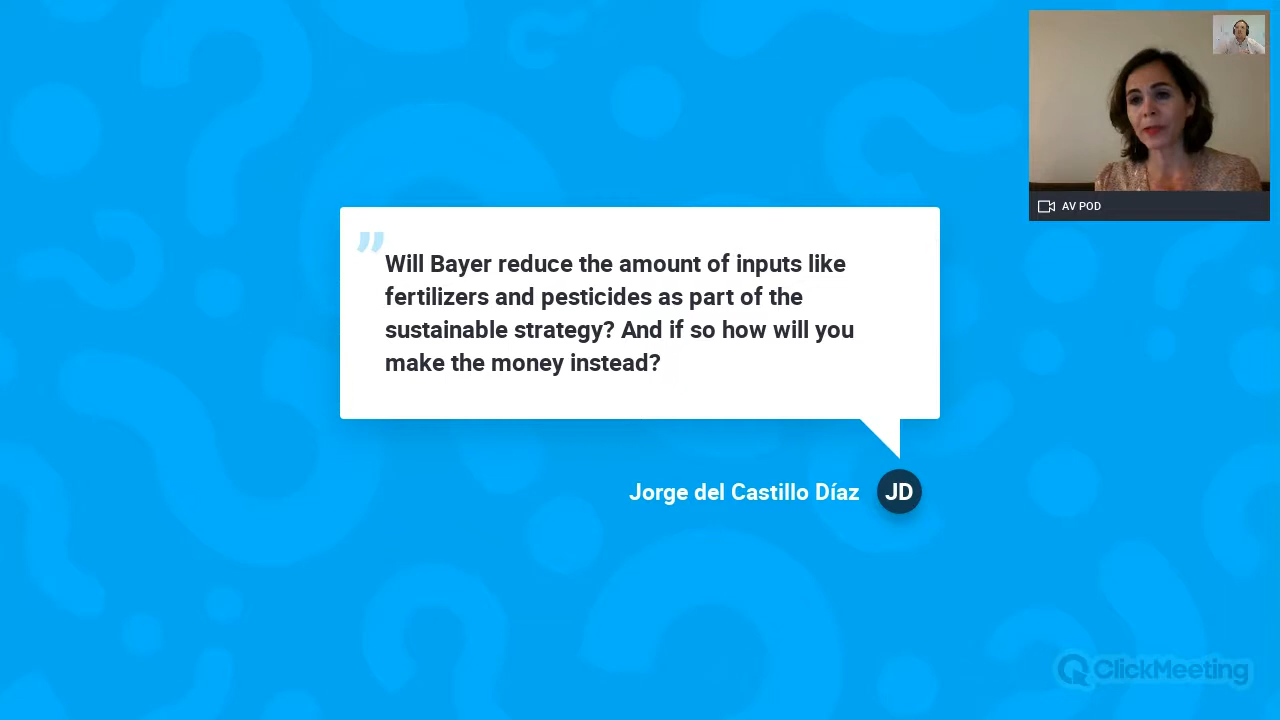 AV POD
”
Will Bayer reduce the amount of inputs like
fertilizers and pesticides as part of the
sustainable strategy? And if so how will you
make the money instead?
Jorge del Castillo Díaz
JD
ClickMeeting